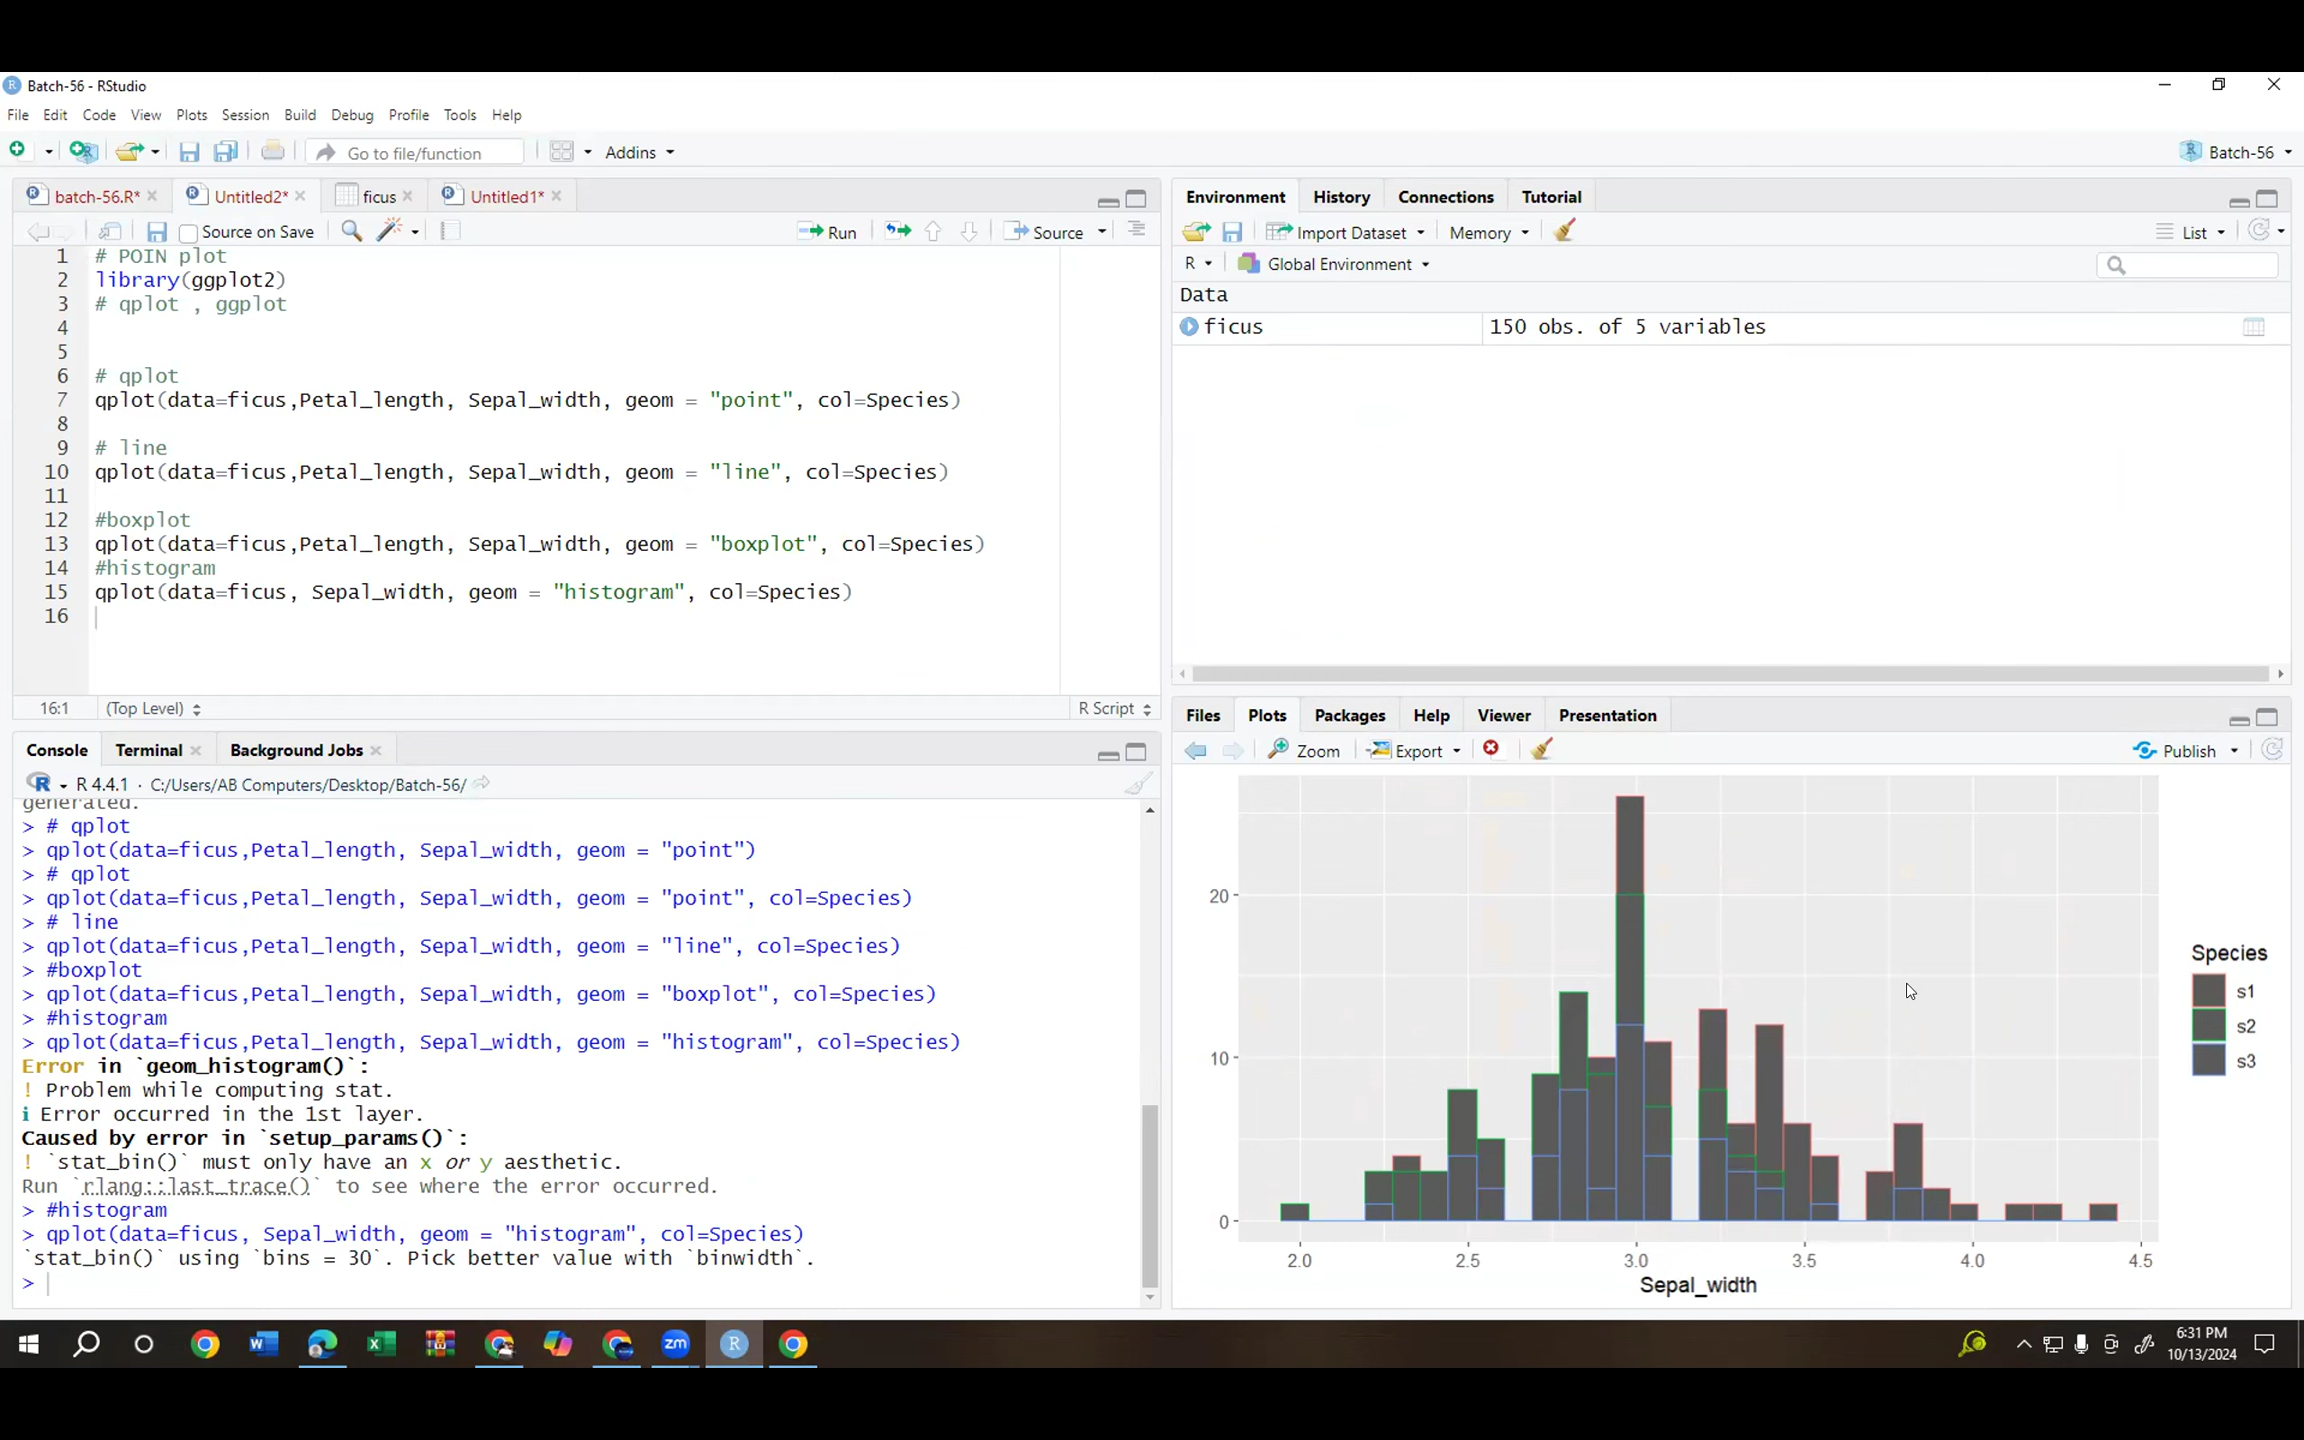 Batch-56 - RStudio
File Edit Code View Plots Session Build Debug Profile Tools Help
Go to file/function Addins Batch-56
batch-56.R* Untitled2* ficus Untitled1*
Source on Save Run Source
1 # POIN plot
2 library(ggplot2)
3 # qplot , ggplot
4
5
6 # qplot
7 qplot(data=ficus,Petal_length, Sepal_width, geom = "point", col=Species)
8
9 # line
10 qplot(data=ficus,Petal_length, Sepal_width, geom = "line", col=Species)
11
12 #boxplot
13 qplot(data=ficus,Petal_length, Sepal_width, geom = "boxplot", col=Species)
14 #histogram
15 qplot(data=ficus, Sepal_width, geom = "histogram", col=Species)
16
16:1 (Top Level) R Script
Console Terminal Background Jobs
R R 4.4.1 · C:/Users/AB Computers/Desktop/Batch-56/
generated.
> # qplot
> qplot(data=ficus,Petal_length, Sepal_width, geom = "point")
> # qplot
> qplot(data=ficus,Petal_length, Sepal_width, geom = "point", col=Species)
> # line
> qplot(data=ficus,Petal_length, Sepal_width, geom = "line", col=Species)
> #boxplot
> qplot(data=ficus,Petal_length, Sepal_width, geom = "boxplot", col=Species)
> #histogram
> qplot(data=ficus,Petal_length, Sepal_width, geom = "histogram", col=Species)
Error in `geom_histogram()`:
! Problem while computing stat.
ℹ Error occurred in the 1st layer.
Caused by error in `setup_params()`:
! `stat_bin()` must only have an x or y aesthetic.
Run `rlang::last_trace()` to see where the error occurred.
> #histogram
> qplot(data=ficus, Sepal_width, geom = "histogram", col=Species)
`stat_bin()` using `bins = 30`. Pick better value with `binwidth`.
>
Environment History Connections Tutorial
Import Dataset Memory List
R Global Environment
Data
ficus 150 obs. of 5 variables
Files Plots Packages Help Viewer Presentation
Zoom Export Publish
20
10
0
2.0 2.5 3.0 3.5 4.0 4.5
Sepal_width
Species
s1
s2
s3
zm
R
6:31 PM
10/13/2024